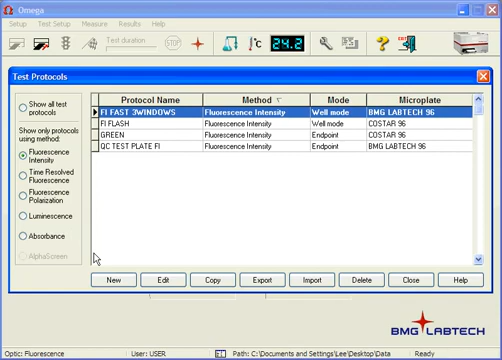 Omega
Setup Test Setup Measure Results Help
Test duration
STOP
°C
24.2
?
EXIT
Test Protocols
Show all test
protocols
Show only protocols
using method:
Fluorescence
Intensity
Time Resolved
Fluorescence
Fluorescence
Polarization
Luminescence
Absorbance
AlphaScreen
Protocol Name Method Mode Microplate
FI FAST 3WINDOWS Fluorescence Intensity Well mode BMG LABTECH 96
FI FLASH Fluorescence Intensity Well mode COSTAR 96
GREEN Fluorescence Intensity Endpoint COSTAR 96
QC TEST PLATE FI Fluorescence Intensity Endpoint BMG LABTECH 96
New Edit Copy Export Import Delete Close Help
BMG LABTECH
Optic: Fluorescence User: USER Path: C:\Documents and Settings\Lee\Desktop\Data Ready